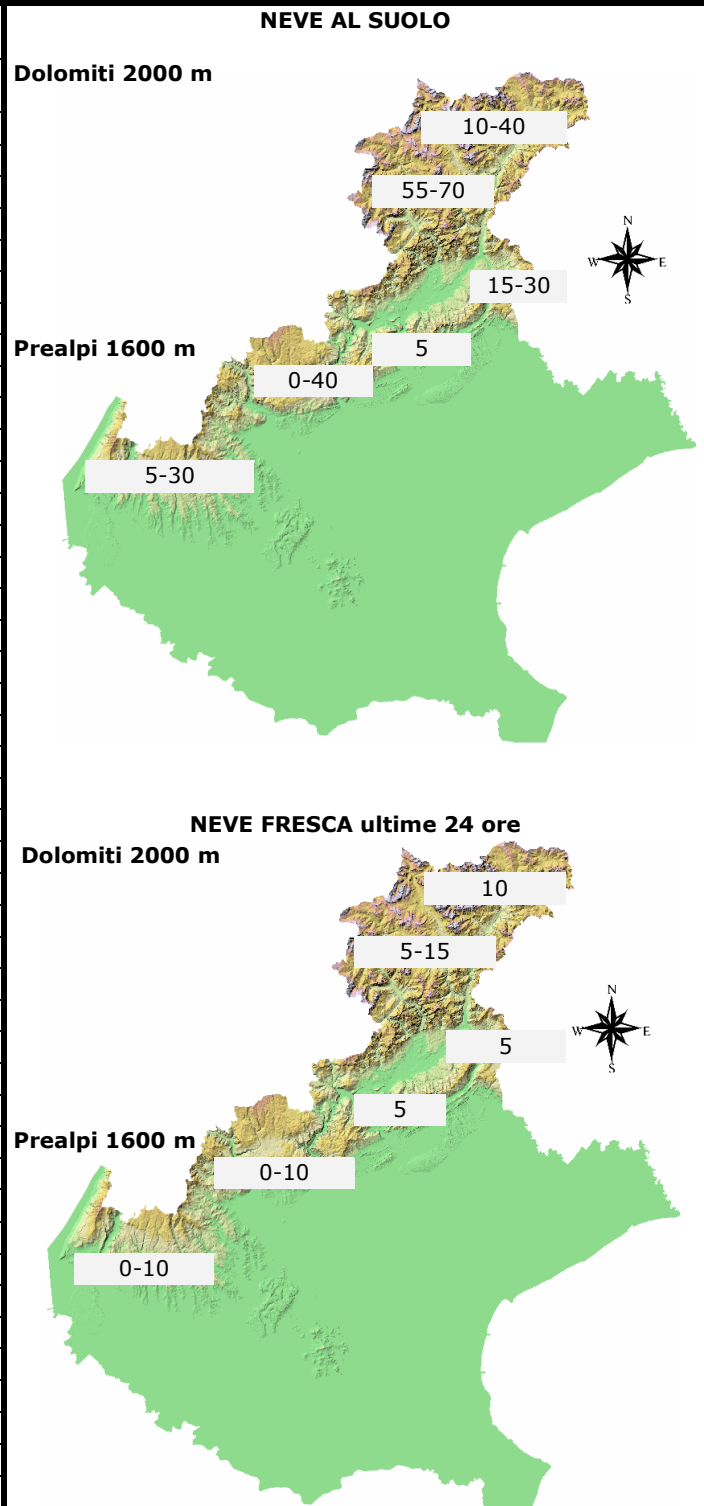 NEVE AL SUOLO
Dolomiti 2000 m
10-40
55-70
N
W E
S
15-30
Prealpi 1600 m
5
0-40
5-30
NEVE FRESCA ultime 24 ore
Dolomiti 2000 m
10
5-15
N
W E
S
5
5
Prealpi 1600 m
0-10
0-10